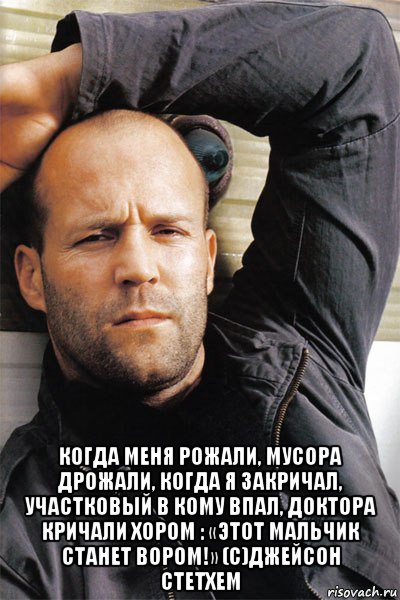 КОГДА МЕНЯ РОЖАЛИ, МУСОРА
ДРОЖАЛИ, КОГДА Я ЗАКРИЧАЛ,
УЧАСТКОВЫЙ В КОМУ ВПАЛ, ДОКТОРА
КРИЧАЛИ ХОРОМ : «ЭТОТ МАЛЬЧИК
СТАНЕТ ВОРОМ!» (С)ДЖЕЙСОН
СТЕТХЕМ
risovach.ru